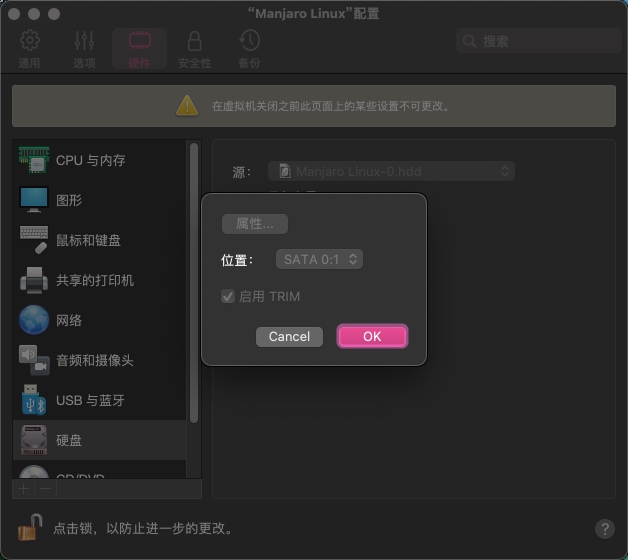 “Manjaro Linux”配置
通用
选项
硬件
安全性
备份
搜索
在虚拟机关闭之前此页面上的某些设置不可更改。
CPU 与内存
图形
鼠标和键盘
共享的打印机
网络
音频和摄像头
USB 与蓝牙
硬盘
CD/DVD
源：
Manjaro Linux-0.hdd
属性...
位置：
SATA 0:1
启用 TRIM
Cancel
OK
点击锁，以防止进一步的更改。
?